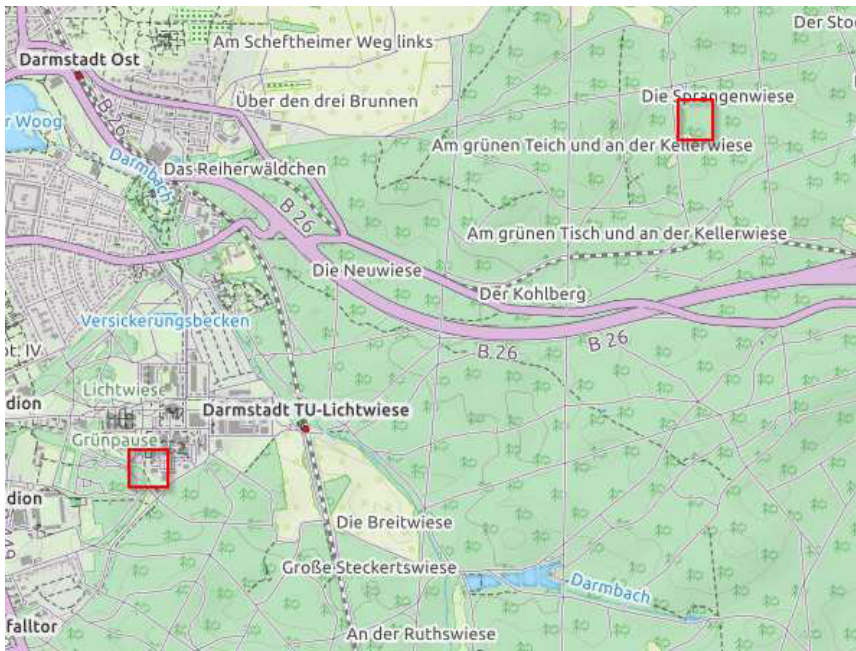 Der Stoc
Am Scheftheimer Weg links
Darmstadt Ost
Über den drei Brunnen
Die Sprangenwiese
B 26
r Woog
Darmbach
Am grünen Teich und an der Kellerwiese
Das Reiherwäldchen
B 26
Am grünen Tisch und an der Kellerwiese
Die Neuwiese
Der Kohlberg
Versickerungsbecken
B 26
B 26
ot. IV
Lichtwiese
dion
Darmstadt TU-Lichtwiese
Grünpause
dion
Die Breitwiese
Große Steckertswiese
Darmbach
falltor
An der Ruthswiese